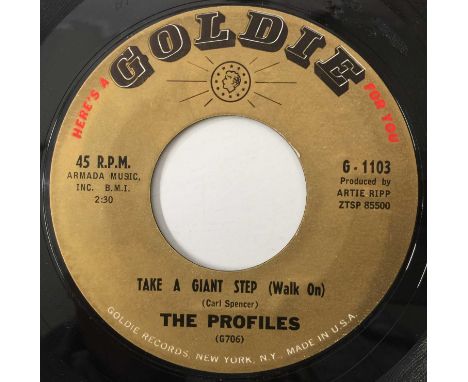 HERE'S A GOLDIE FOR YOU
45 R.P.M.
ARMADA MUSIC,
INC. B.M.I.
2:30
G-1103
Produced by
ARTIE RIPP
ZTSP 85500
TAKE A GIANT STEP (Walk On)
(Carl Spencer)
THE PROFILES
(G706)
GOLDIE RECORDS, NEW YORK, N.Y., MADE IN U.S.A.